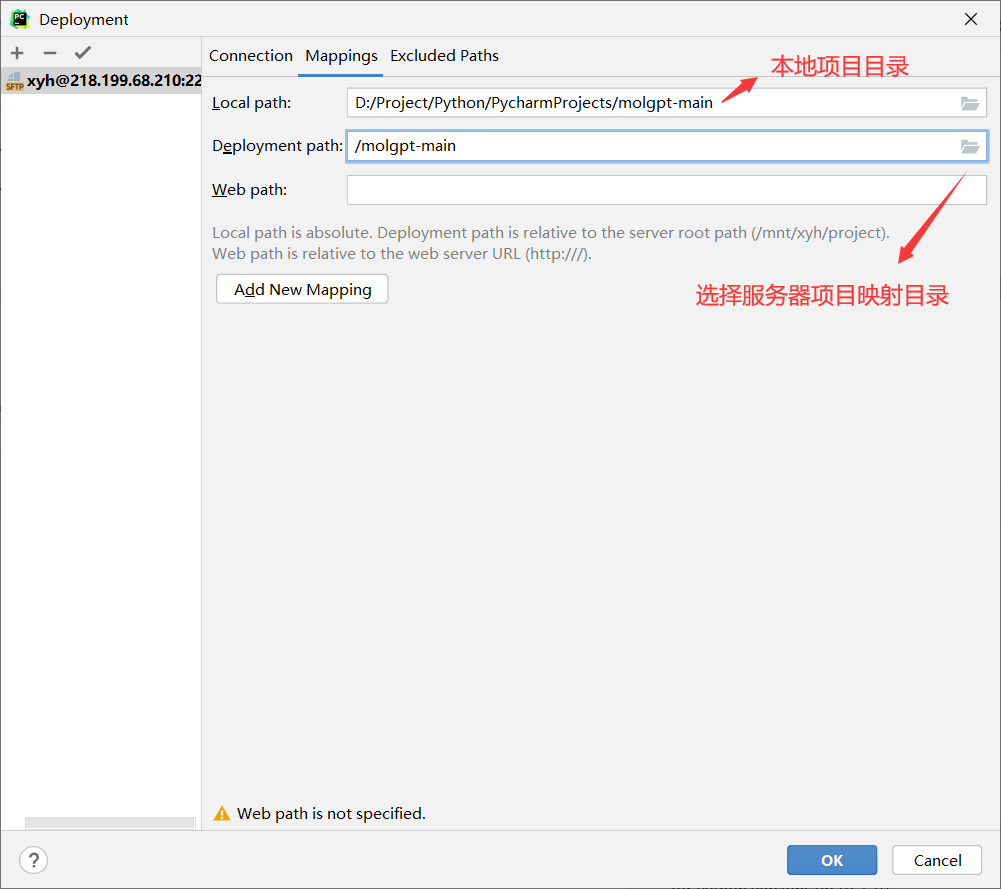 Deployment
xyh@218.199.68.210:22
SFTP
Connection Mappings Excluded Paths
本地项目目录
Local path: D:/Project/Python/PycharmProjects/molgpt-main
Deployment path: /molgpt-main
Web path:
Local path is absolute. Deployment path is relative to the server root path (/mnt/xyh/project).
Web path is relative to the web server URL (http:///).
Add New Mapping
选择服务器项目映射目录
Web path is not specified.
? OK Cancel